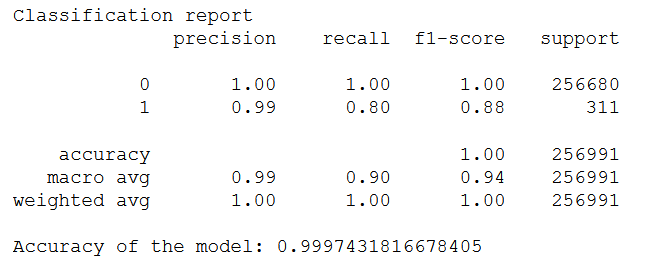 Classification report
precision recall f1-score support
0 1.00 1.00 1.00 256680
1 0.99 0.80 0.88 311
accuracy 1.00 256991
macro avg 0.99 0.90 0.94 256991
weighted avg 1.00 1.00 1.00 256991
Accuracy of the model: 0.9997431816678405